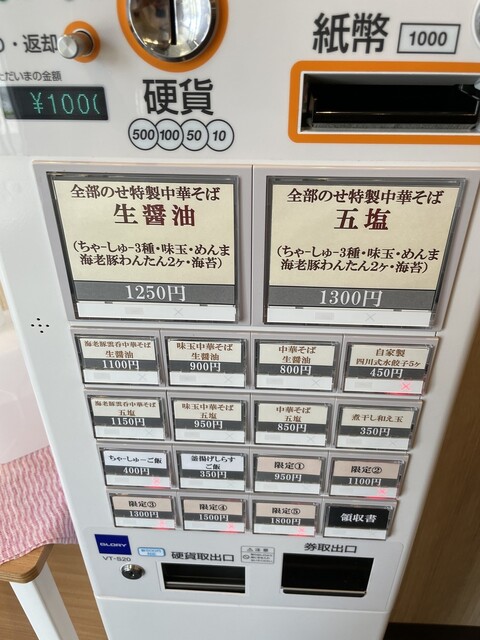 ・返却
ただいまの金額
¥100
硬貨
500 100 50 10
紙幣 1000
全部のせ特製中華そば
生醤油
(ちゃーしゅー3種・味玉・めんま
海老豚わんたん2ヶ・海苔)
1250円
全部のせ特製中華そば
五塩
(ちゃーしゅー3種・味玉・めんま
海老豚わんたん2ヶ・海苔)
1300円
海老豚雲呑中華そば
生醤油
1100円
味玉中華そば
生醤油
900円
中華そば
生醤油
800円
自家製
四川式水餃子5ヶ
450円
海老豚雲呑中華そば
五塩
1150円
味玉中華そば
五塩
950円
中華そば
五塩
850円
煮干し和え玉
350円
ちゃーしゅーご飯
400円
釜揚げしらす
ご飯
350円
限定①
950円
限定②
1100円
限定③
1300円
限定④
1500円
限定⑤
1800円
領収書
GLORY
VT-S20
硬貨取出口
注意
券取出口